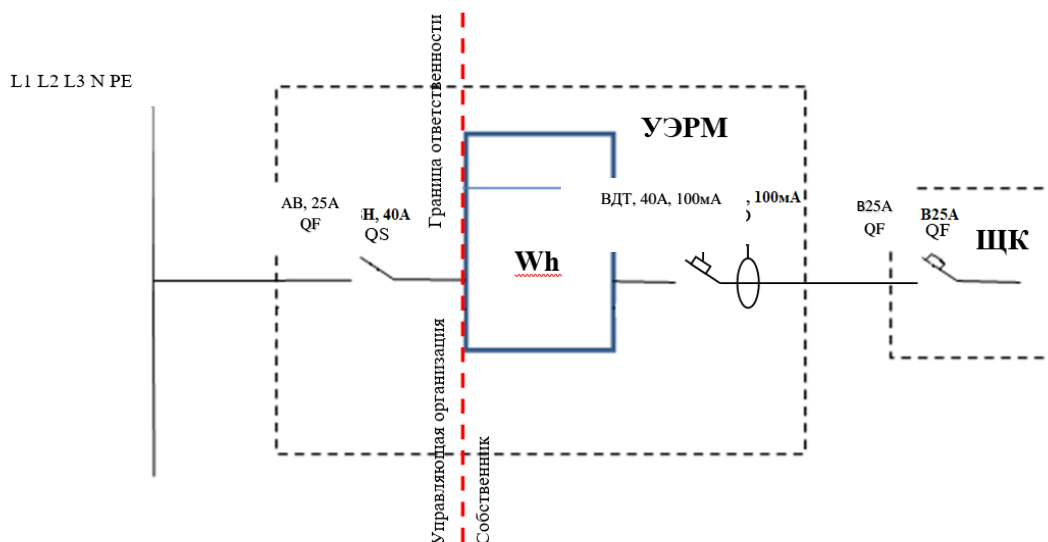 L1 L2 L3 N PE
Граница ответственности
УЭРМ
АВ, 25А
QF
Н, 40А
QS
ВДТ, 40А, 100мА
, 100мА
В25А
QF
В25А
QF
ЩК
Wh
Управляющая организация
Собственник